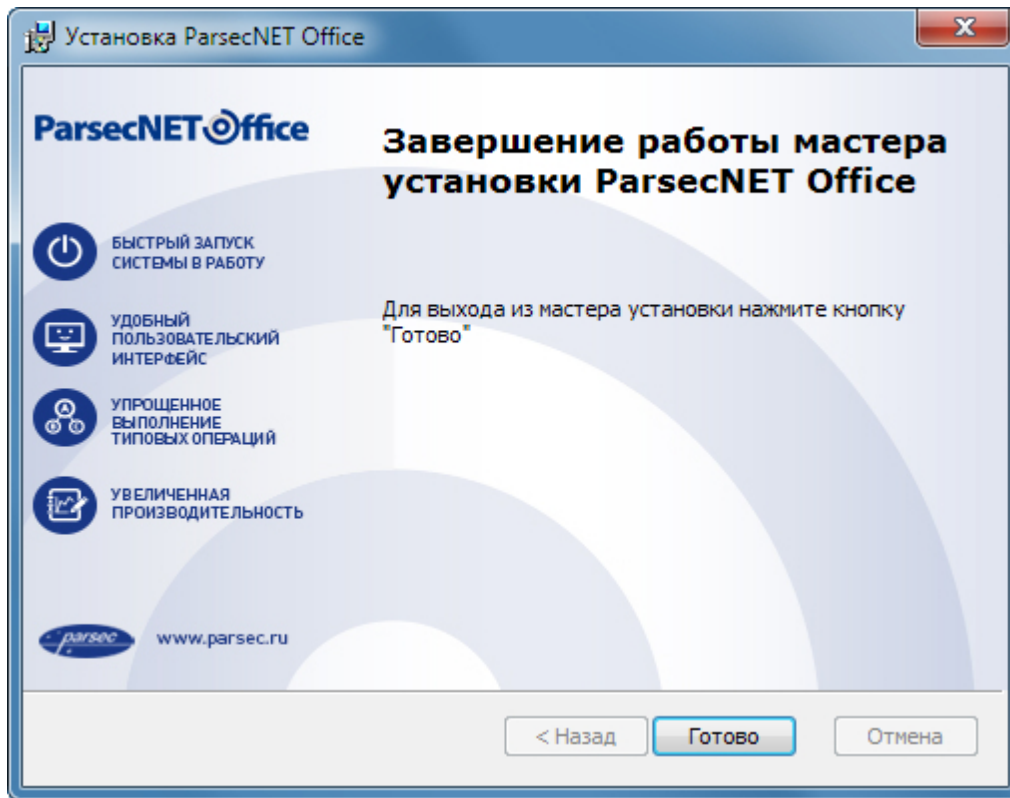 Установка ParsecNET Office
ParsecNET Office
Завершение работы мастера
установки ParsecNET Office
БЫСТРЫЙ ЗАПУСК
СИСТЕМЫ В РАБОТУ
Для выхода из мастера установки нажмите кнопку
"Готово"
УДОБНЫЙ
ПОЛЬЗОВАТЕЛЬСКИЙ
ИНТЕРФЕЙС
УПРОЩЕННОЕ
ВЫПОЛНЕНИЕ
ТИПОВЫХ ОПЕРАЦИЙ
УВЕЛИЧЕННАЯ
ПРОИЗВОДИТЕЛЬНОСТЬ
parsec www.parsec.ru
< Назад Готово Отмена